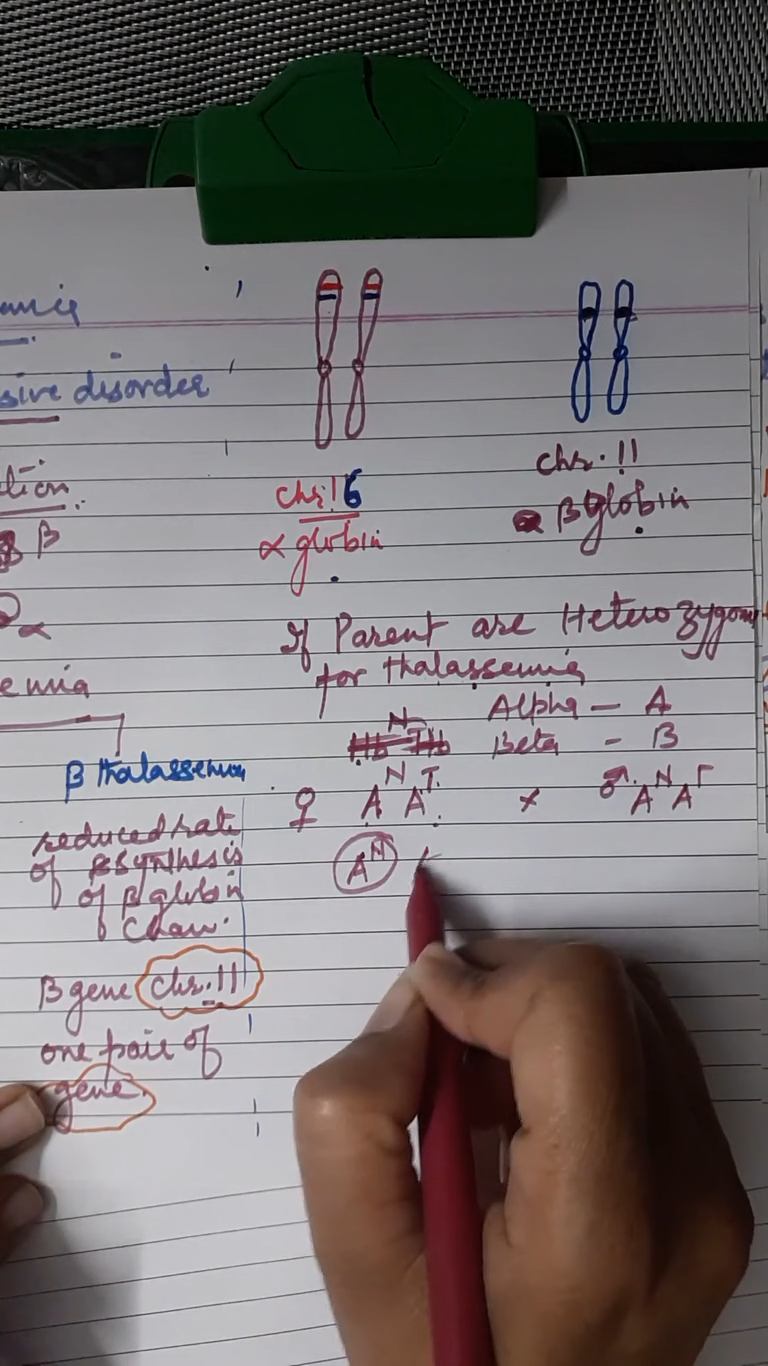 disorder
β
α
emia
β thalassemia
reduced rate
of synthesis
of β globin
chain.
β gene chr. 11
one pair of
gene.
chr. 16
α globin
chr. 11
β globin
If Parent are Heterozygous
for thalassemia
Alpha — A
Beta — B
♀ A^N A^T × ♂ A^N A^T
A^N